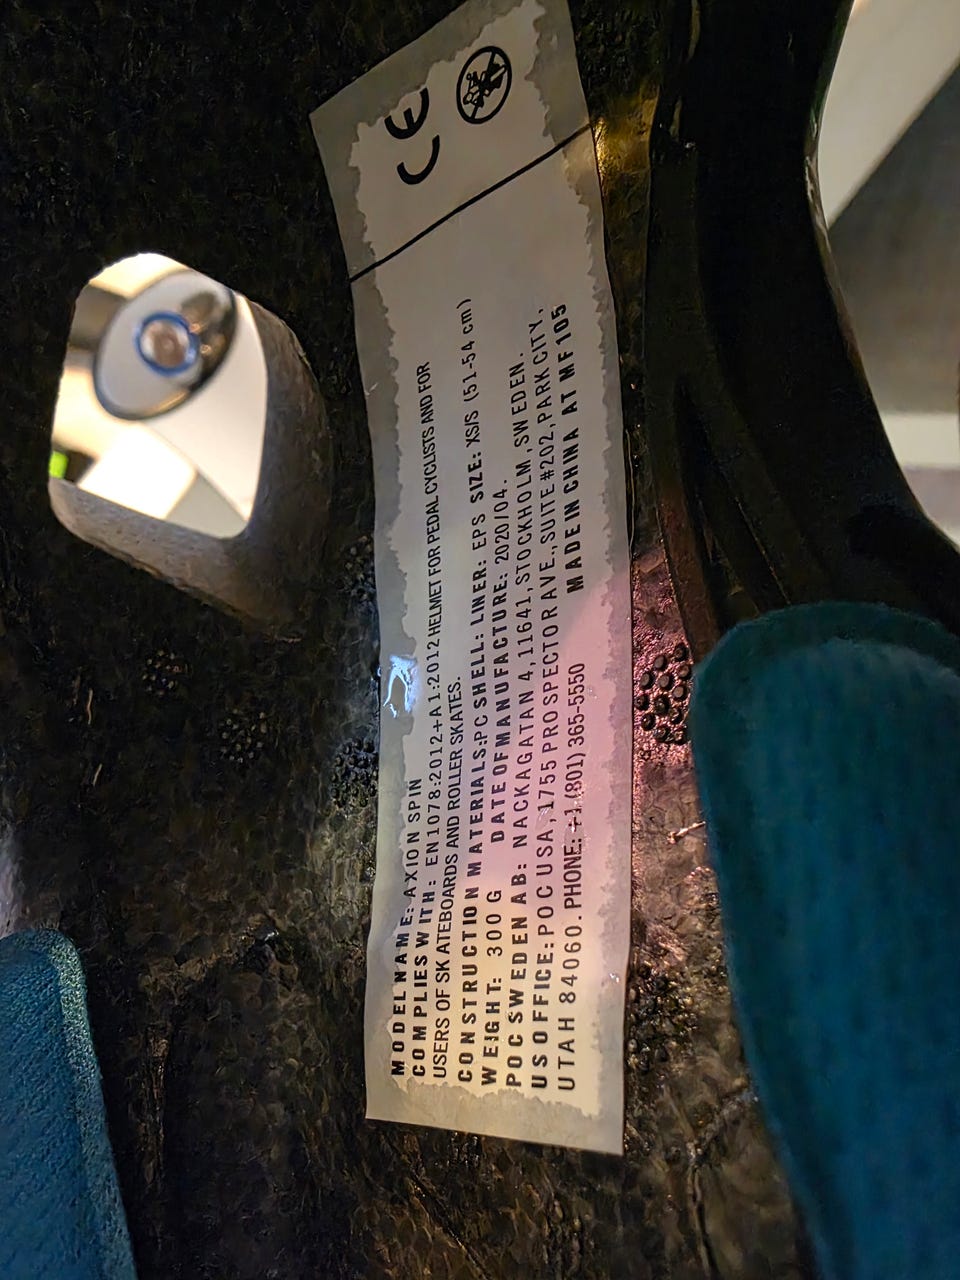 CE
MODEL NAME: AXION SPIN
COMPLIES WITH: EN1078:2012+A1:2012 HELMET FOR PEDAL CYCLISTS AND FOR
USERS OF SKATEBOARDS AND ROLLER SKATES.
CONSTRUCTION MATERIALS:PC SHELL: LINER: EPS SIZE: XS/S (51-54 cm)
WEIGHT: 300 G DATE OF MANUFACTURE: 2020/04.
POC SWEDEN AB: NACKAGATAN 4,11641,STOCKHOLM,SWEDEN.
US OFFICE:POC USA,1755 PROSPECTOR AVE.,SUITE #202,PARK CITY,
UTAH 84060. PHONE: +1 (801) 365-5550 MADE IN CHINA AT MF105